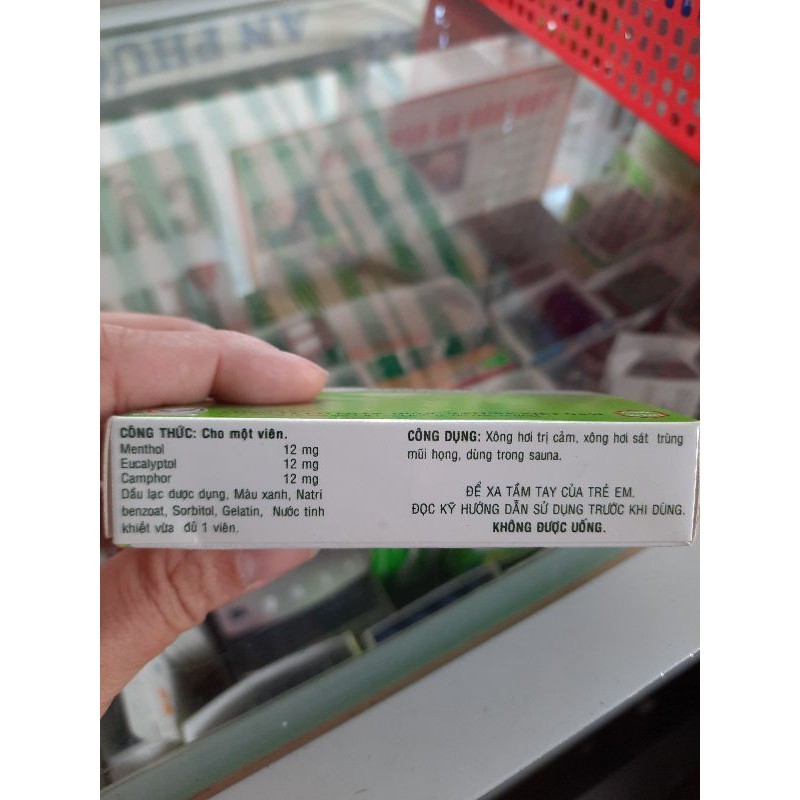 AN PHƯỚ
CÔNG THỨC: Cho một viên.
Menthol 12 mg
Eucalyptol 12 mg
Camphor 12 mg
Dầu lạc dược dụng, Màu xanh, Natri
benzoat, Sorbitol, Gelatin, Nước tinh
khiết vừa đủ 1 viên.
CÔNG DỤNG: Xông hơi trị cảm, xông hơi sát trùng
mũi họng, dùng trong sauna.
ĐỂ XA TẦM TAY CỦA TRẺ EM.
ĐỌC KỸ HƯỚNG DẪN SỬ DỤNG TRƯỚC KHI DÙNG.
KHÔNG ĐƯỢC UỐNG.